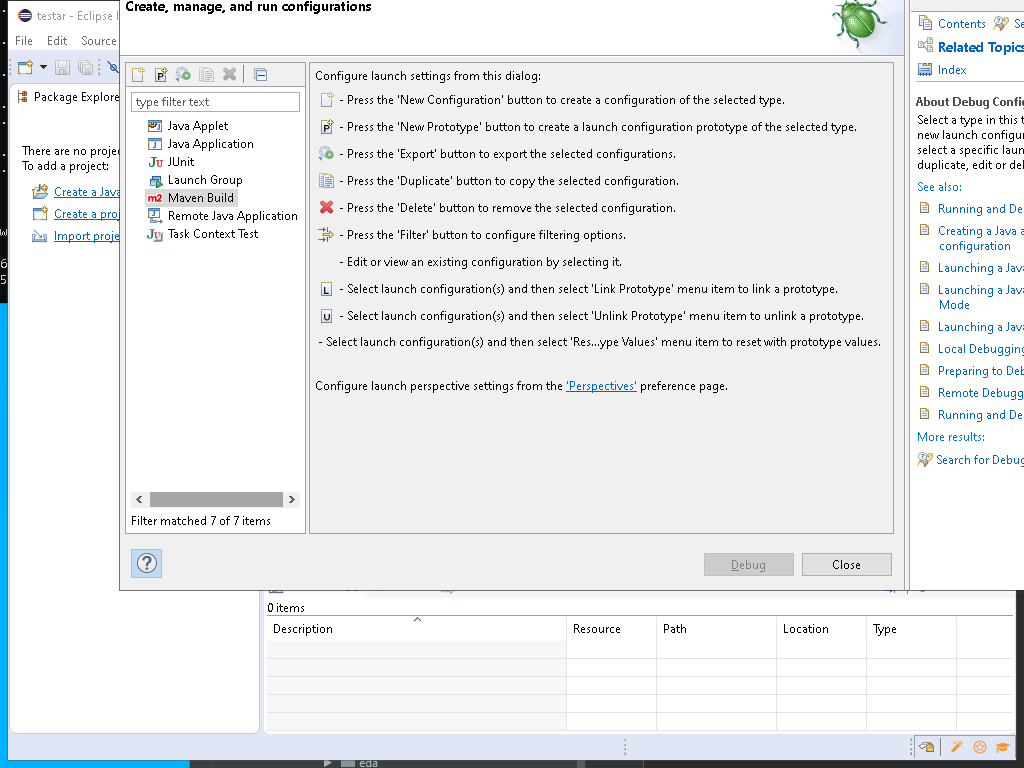 Create, manage, and run configurations
testar - Eclipse I
File Edit Source
Package Explore
There are no proje
To add a project:
Create a Java
Create a proj
Import proje
type filter text
Java Applet
Java Application
JUnit
Launch Group
Maven Build
Remote Java Application
Task Context Test
Filter matched 7 of 7 items
Configure launch settings from this dialog:
- Press the 'New Configuration' button to create a configuration of the selected type.
- Press the 'New Prototype' button to create a launch configuration prototype of the selected type.
- Press the 'Export' button to export the selected configurations.
- Press the 'Duplicate' button to copy the selected configuration.
- Press the 'Delete' button to remove the selected configuration.
- Press the 'Filter' button to configure filtering options.
- Edit or view an existing configuration by selecting it.
- Select launch configuration(s) and then select 'Link Prototype' menu item to link a prototype.
- Select launch configuration(s) and then select 'Unlink Prototype' menu item to unlink a prototype.
- Select launch configuration(s) and then select 'Res...ype Values' menu item to reset with prototype values.
Configure launch perspective settings from the 'Perspectives' preference page.
Debug Close
Contents Se
Related Topics
Index
About Debug Config
Select a type in this t
new launch configur
select a specific laun
duplicate, edit or del
See also:
Running and De
Creating a Java a
configuration
Launching a Jav
Launching a Java
Mode
Launching a Java
Local Debugging
Preparing to Deb
Remote Debugg
Running and De
More results:
Search for Debug
0 items
Description Resource Path Location Type
eda